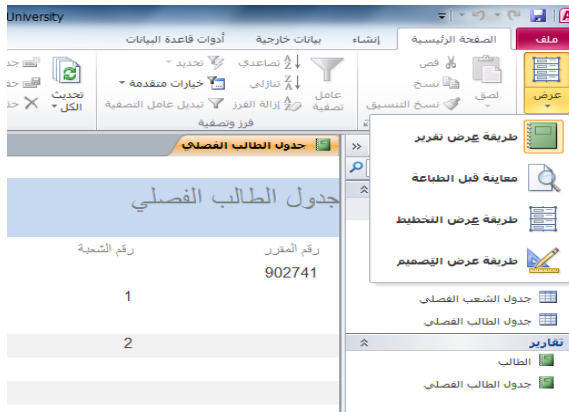 University
ملف
الصفحة الرئيسية
إنشاء
بيانات خارجية
أدوات قاعدة البيانات
عرض
لصق
قص
نسخ
نسخ التنسيق
عامل تصفية
تصاعدي
تنازلي
إزالة الفرز
تحديد
خيارات متقدمة
تبديل عامل التصفية
فرز وتصفية
تحديث الكل
طريقة عرض تقرير
معاينة قبل الطباعة
طريقة عرض التخطيط
طريقة عرض التصميم
جدول الشعب الفصلي
جدول الطالب الفصلي
تقارير
الطالب
جدول الطالب الفصلي
جدول الطالب الفصلي
جدول الطالب الفصلي
رقم المقرر
رقم الشعبة
902741
1
2